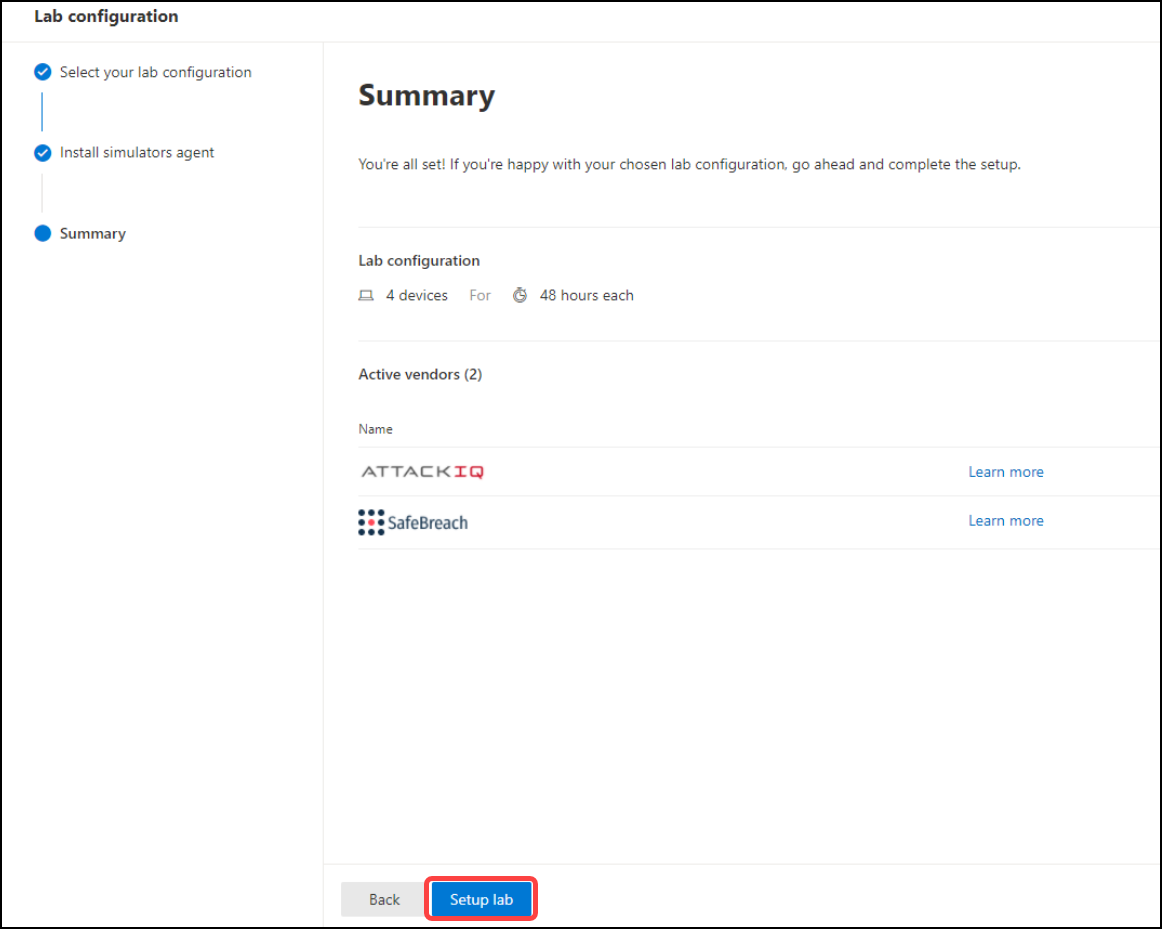 Lab configuration
Select your lab configuration
Install simulators agent
Summary
Summary
You're all set! If you're happy with your chosen lab configuration, go ahead and complete the setup.
Lab configuration
4 devices For 48 hours each
Active vendors (2)
Name
ATTACKIQ Learn more
SafeBreach Learn more
Back Setup lab